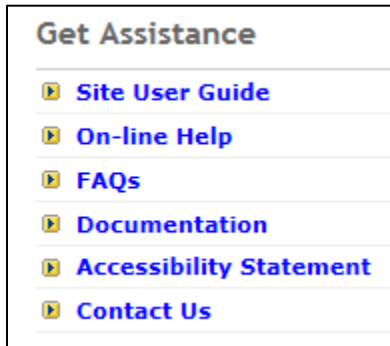 Get Assistance
Site User Guide
On-line Help
FAQs
Documentation
Accessibility Statement
Contact Us